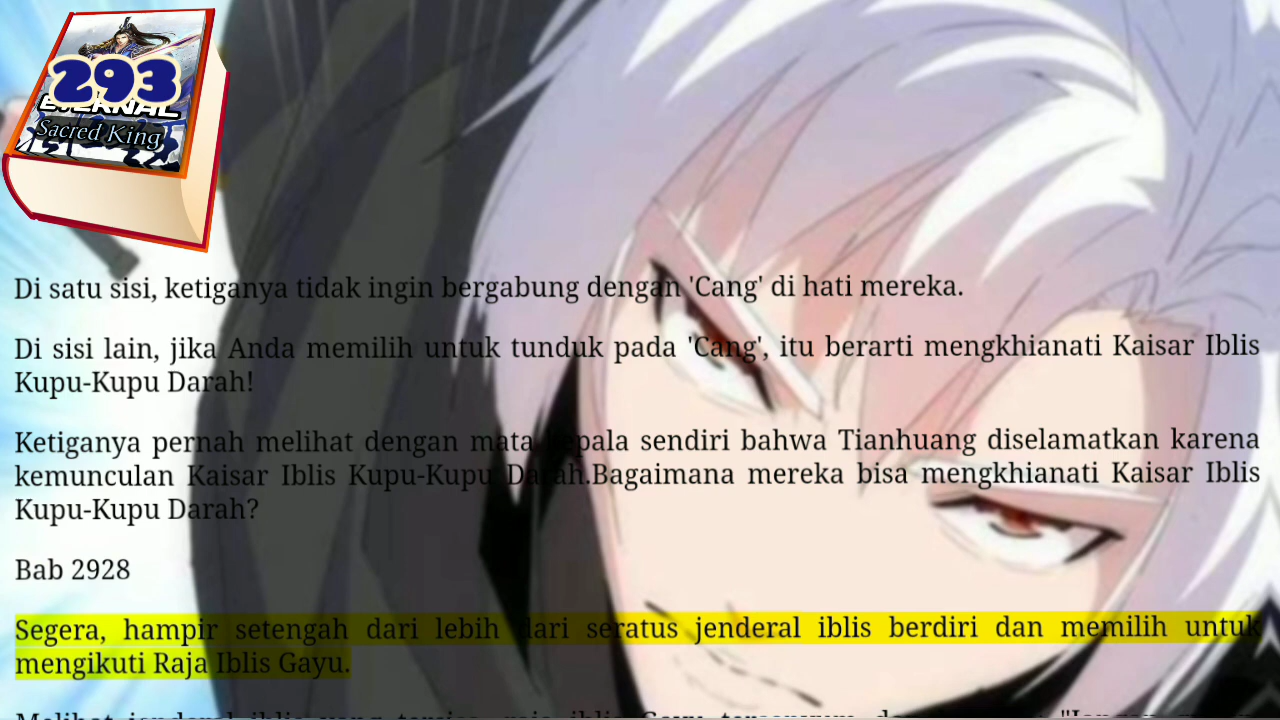 293
ETERNAL
Sacred King
Di satu sisi, ketiganya tidak ingin bergabung dengan 'Cang' di hati mereka.
Di sisi lain, jika Anda memilih untuk tunduk pada 'Cang', itu berarti mengkhianati Kaisar Iblis
Kupu-Kupu Darah!
Ketiganya pernah melihat dengan mata kepala sendiri bahwa Tianhuang diselamatkan karena
kemunculan Kaisar Iblis Kupu-Kupu Darah.Bagaimana mereka bisa mengkhianati Kaisar Iblis
Kupu-Kupu Darah?
Bab 2928
Segera, hampir setengah dari lebih dari seratus jenderal iblis berdiri dan memilih untuk
mengikuti Raja Iblis Gayu.